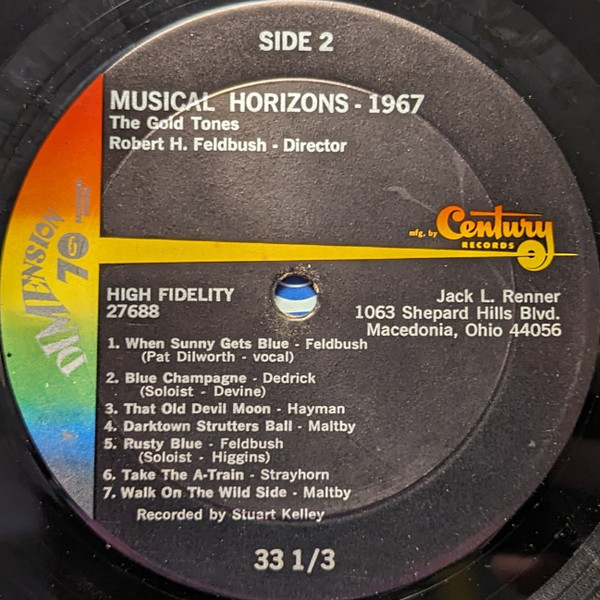 SIDE 2
MUSICAL HORIZONS - 1967
The Gold Tones
Robert H. Feldbush - Director
DIMENSION
70
mfg. by Century
RECORDS
HIGH FIDELITY
27688
Jack L. Renner
1063 Shepard Hills Blvd.
Macedonia, Ohio 44056
1. When Sunny Gets Blue - Feldbush
(Pat Dilworth - vocal)
2. Blue Champagne - Dedrick
(Soloist - Devine)
3. That Old Devil Moon - Hayman
4. Darktown Strutters Ball - Maltby
5. Rusty Blue - Feldbush
(Soloist - Higgins)
6. Take The A-Train - Strayhorn
7. Walk On The Wild Side - Maltby
Recorded by Stuart Kelley
33 1/3